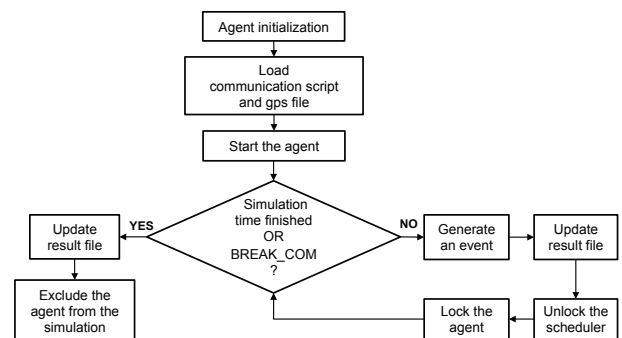 Agent initialization
Load
communication script
and gps file
Start the agent
Simulation
time finished
OR
BREAK_COM
?
YES
Update
result file
Exclude the
agent from the
simulation
NO
Generate
an event
Update
result file
Unlock the
scheduler
Lock the
agent